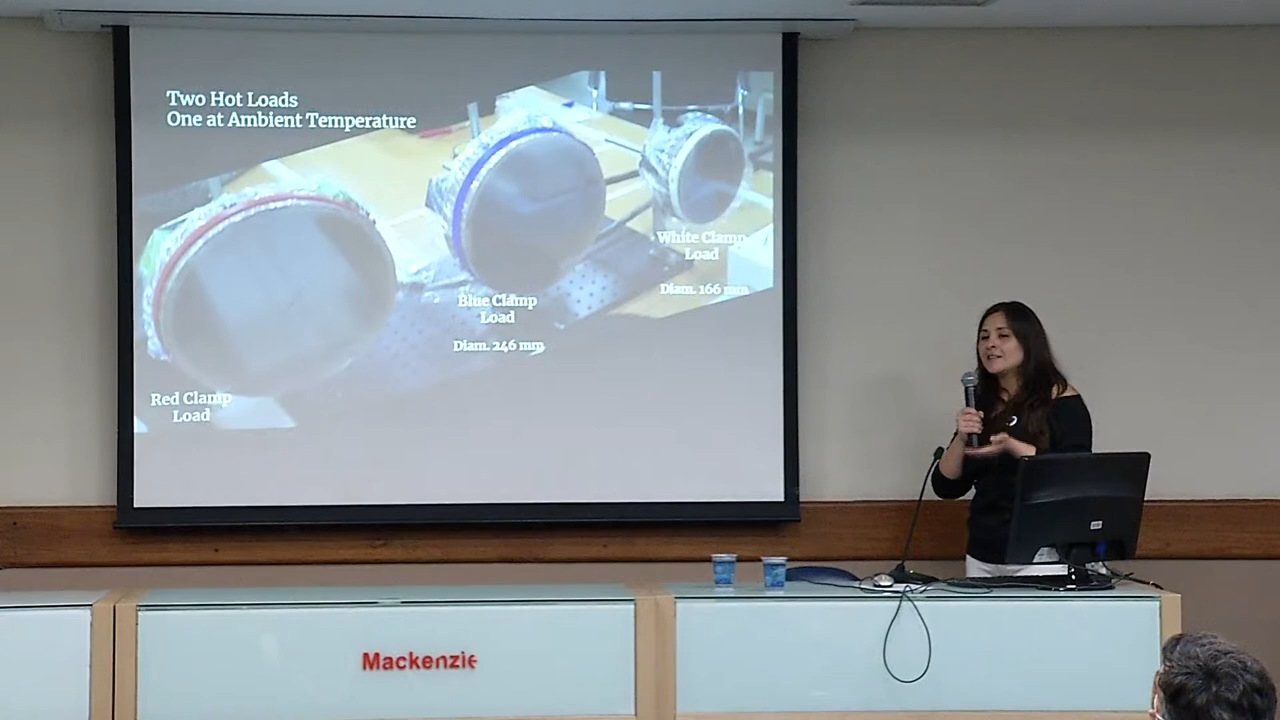 Two Hot Loads
One at Ambient Temperature
White Clamp
Load
Diam. 166 mm
Blue Clamp
Load
Diam. 246 mm
Red Clamp
Load
Mackenzie